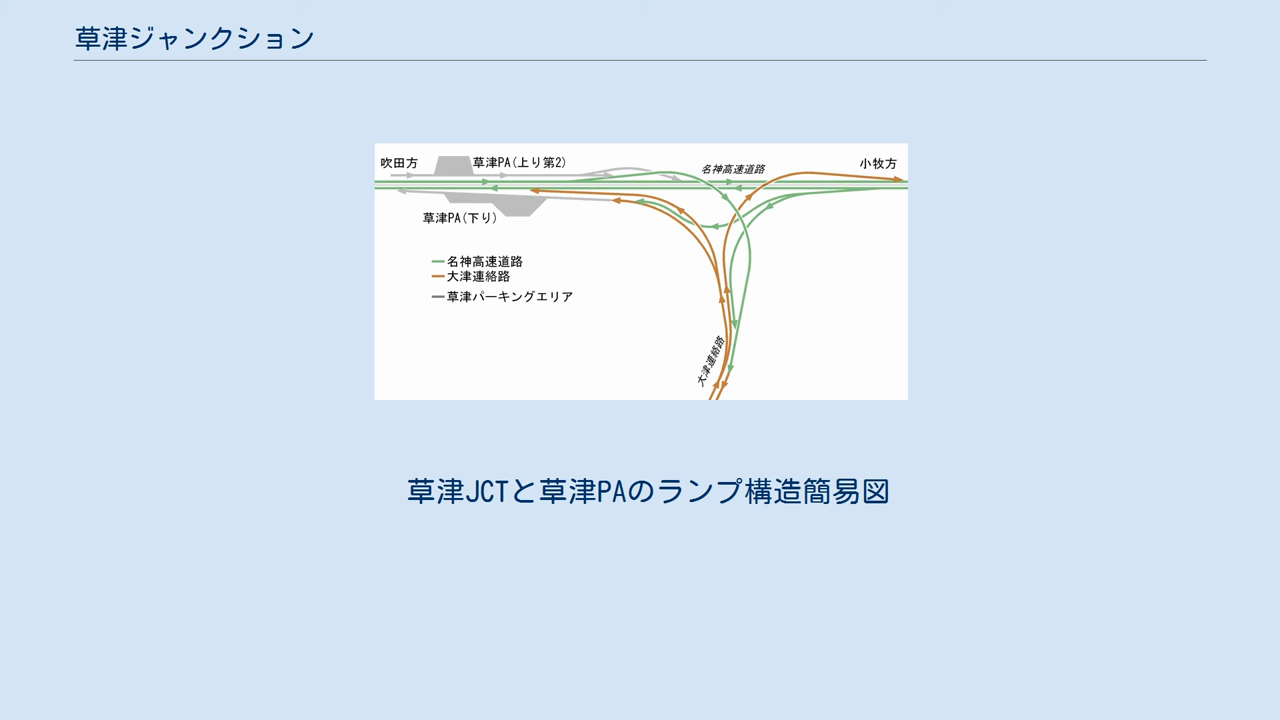 草津ジャンクション
吹田方
草津PA(上り第2)
名神高速道路
小牧方
草津PA(下り)
名神高速道路
大津連絡路
草津パーキングエリア
大津連絡路
草津JCTと草津PAのランプ構造簡易図